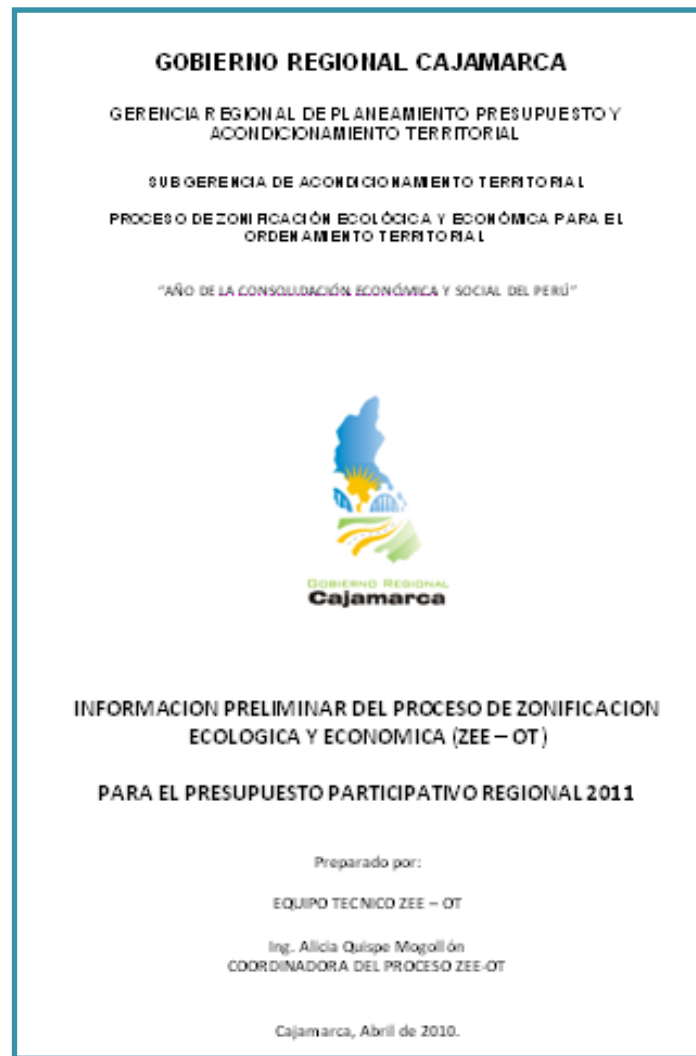 GOBIERNO REGIONAL CAJAMARCA
GERENCIA REGIONAL DE PLANEAMIENTO PRESUPUESTO Y
ACONDICIONAMIENTO TERRITORIAL
SUBGERENCIA DE ACONDICIONAMIENTO TERRITORIAL
PROCESO DE ZONIFICACIÓN ECOLÓGICA Y ECONÓMICA PARA EL
ORDENAMIENTO TERRITORIAL
"AÑO DE LA CONSOLIDACIÓN ECONÓMICA Y SOCIAL DEL PERÚ"
GOBIERNO REGIONAL
Cajamarca
INFORMACION PRELIMINAR DEL PROCESO DE ZONIFICACION
ECOLOGICA Y ECONOMICA (ZEE – OT)
PARA EL PRESUPUESTO PARTICIPATIVO REGIONAL 2011
Preparado por:
EQUIPO TECNICO ZEE – OT
Ing. Alicia Quispe Mogollón
COORDINADORA DEL PROCESO ZEE-OT
Cajamarca, Abril de 2010.